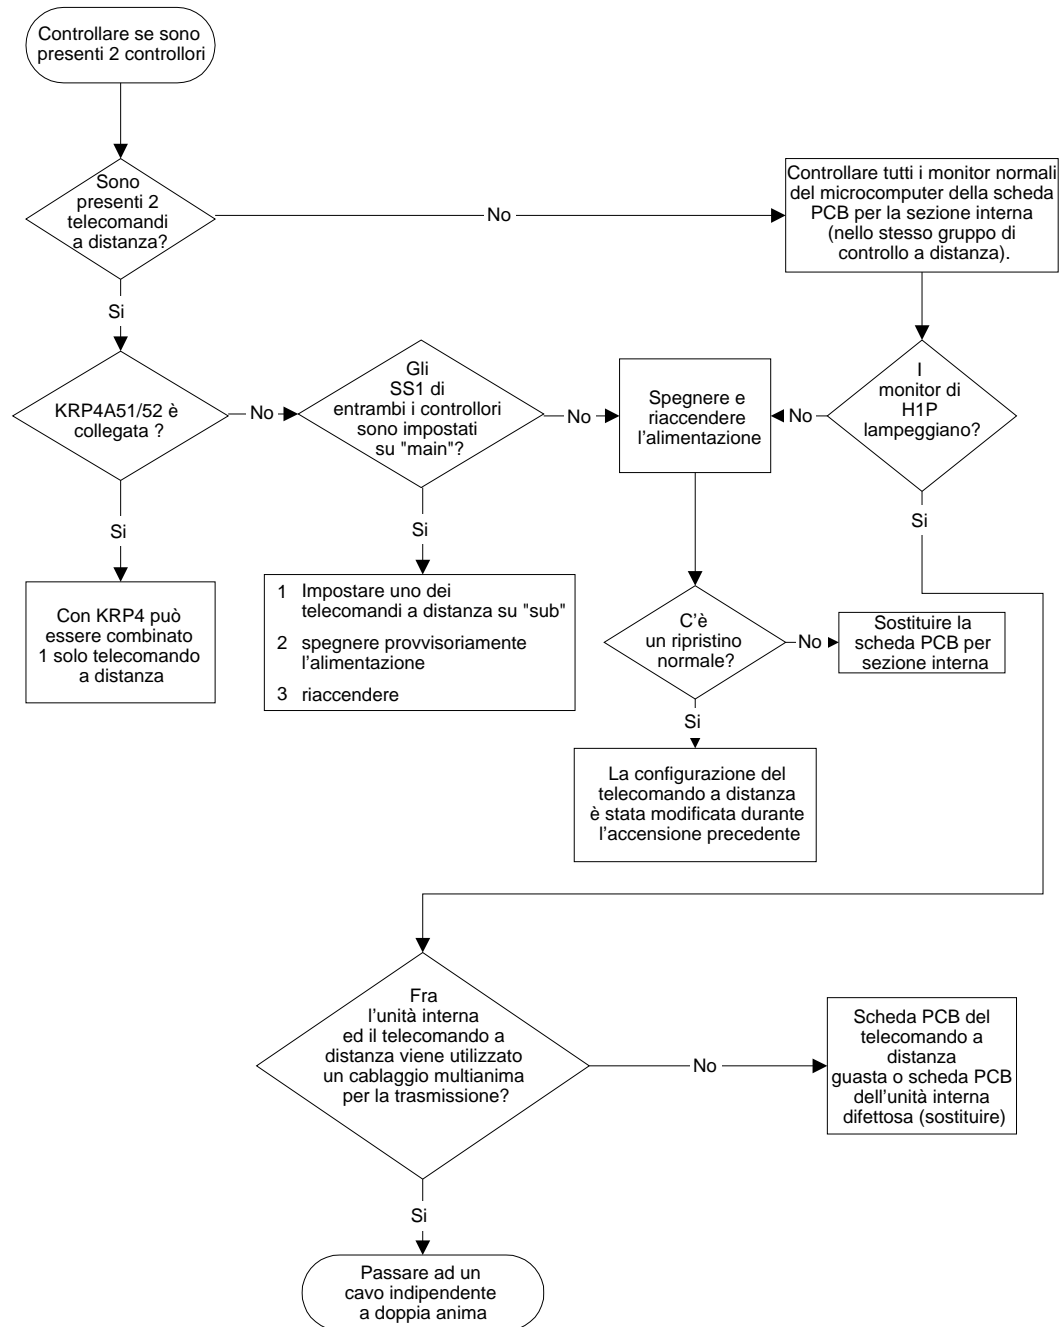 Controllare se sono
presenti 2 controllori
Sono
presenti 2
telecomandi
a distanza?
No
Controllare tutti i monitor normali
del microcomputer della scheda
PCB per la sezione interna
(nello stesso gruppo di
controllo a distanza).
Si
KRP4A51/52 è
collegata ?
No
Gli
SS1 di
entrambi i controllori
sono impostati
su "main"?
No
Spegnere e
riaccendere
l'alimentazione
No
I
monitor di
H1P
lampeggiano?
Si
Si
Si
Con KRP4 può
essere combinato
1 solo telecomando
a distanza
1 Impostare uno dei
telecomandi a distanza su "sub"
2 spegnere provvisoriamente
l'alimentazione
3 riaccendere
C'è
un ripristino
normale?
No
Sostituire la
scheda PCB per
sezione interna
Si
La configurazione del
telecomando a distanza
è stata modificata durante
l'accensione precedente
Fra
l'unità interna
ed il telecomando a
distanza viene utilizzato
un cablaggio multianima
per la trasmissione?
No
Scheda PCB del
telecomando a
distanza
guasta o scheda PCB
dell'unità interna
difettosa (sostituire)
Si
Passare ad un
cavo indipendente
a doppia anima